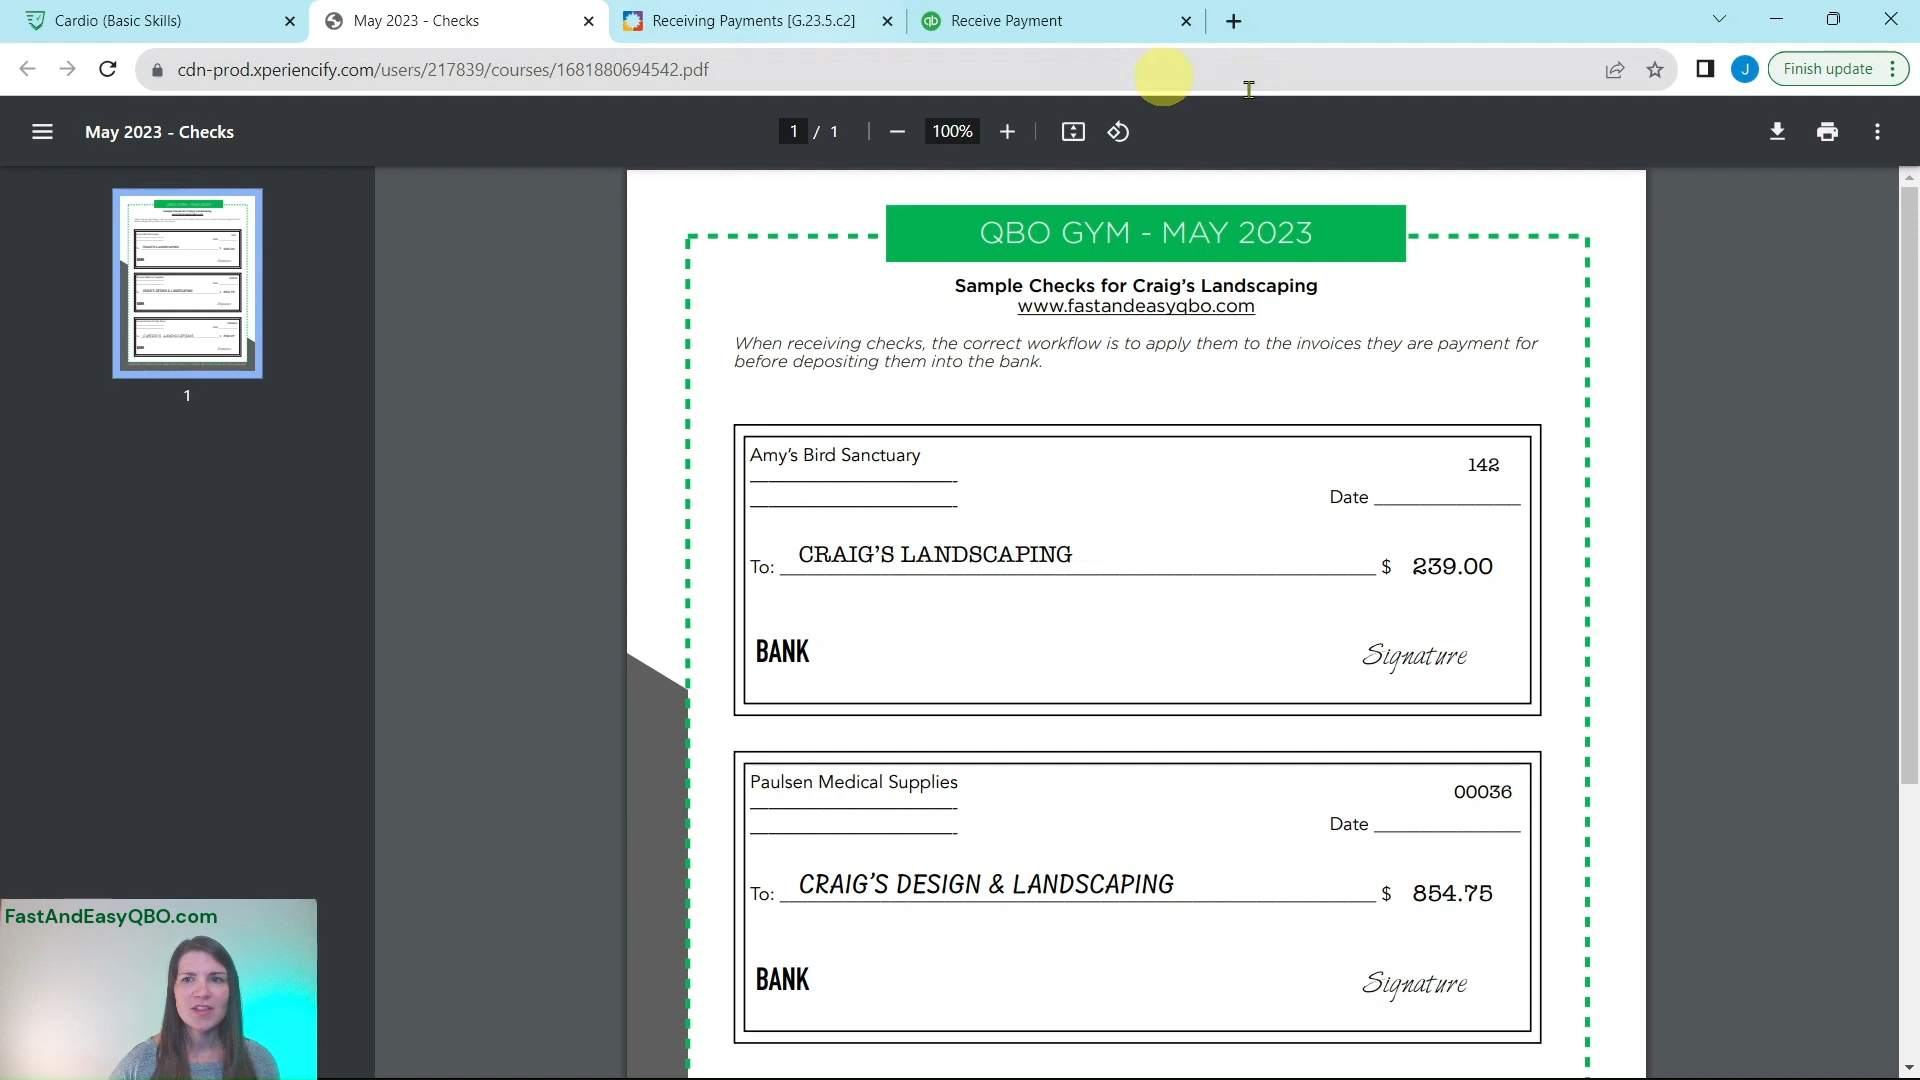 Cardio (Basic Skills)
May 2023 - Checks
Receiving Payments [G.23.5.c2]
Receive Payment
cdn-prod.xperiencify.com/users/217839/courses/1681880694542.pdf
J
Finish update
May 2023 - Checks
1 / 1
100%
1
QBO GYM - MAY 2023
Sample Checks for Craig's Landscaping
www.fastandeasyqbo.com
When receiving checks, the correct workflow is to apply them to the invoices they are payment for
before depositing them into the bank.
Amy's Bird Sanctuary
142
Date
To: CRAIG'S LANDSCAPING $ 239.00
BANK
Signature
Paulsen Medical Supplies
00036
Date
To: CRAIG'S DESIGN & LANDSCAPING $ 854.75
BANK
Signature
FastAndEasyQBO.com